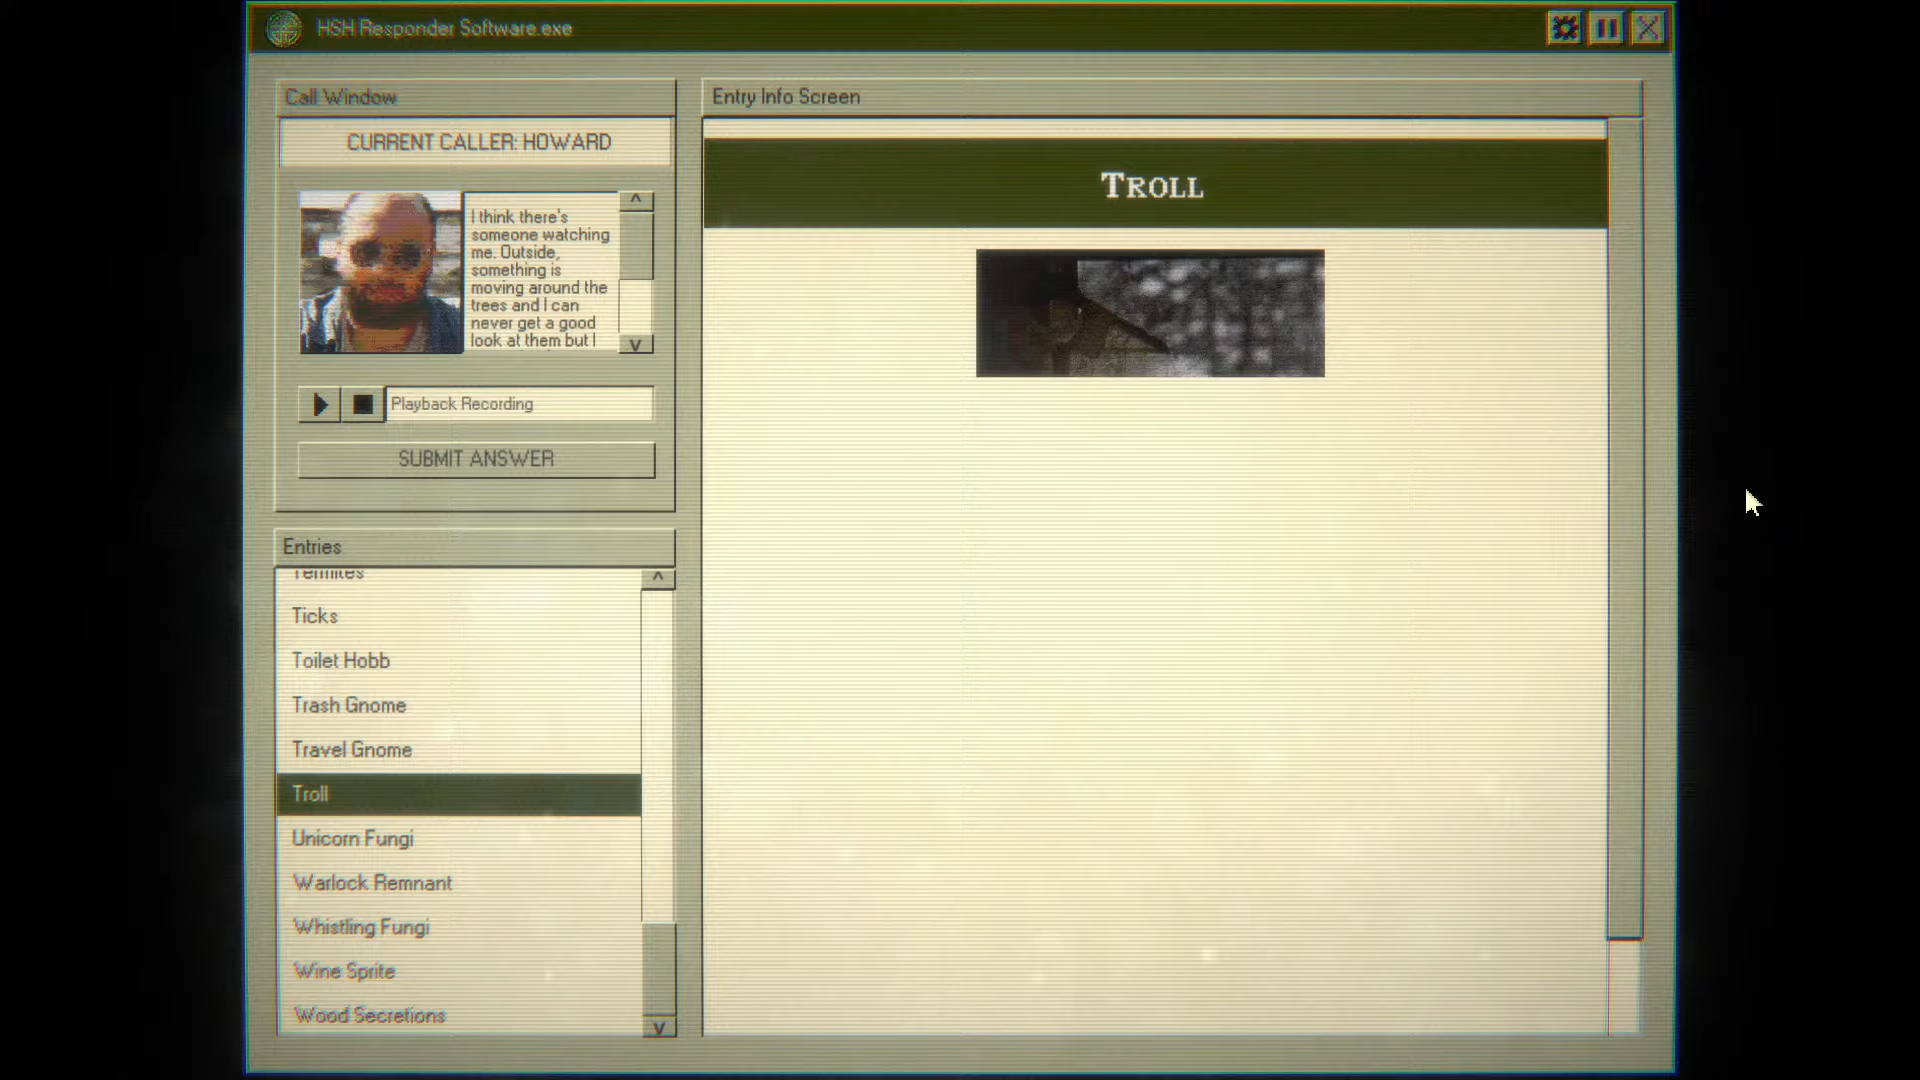 HSH Responder Software.exe
Call Window
CURRENT CALLER: HOWARD
I think there's
someone watching
me. Outside,
something is
moving around the
trees and I can
never get a good
look at them but I
Playback Recording
SUBMIT ANSWER
Entries
Termites
Ticks
Toilet Hobb
Trash Gnome
Travel Gnome
Troll
Unicorn Fungi
Warlock Remnant
Whistling Fungi
Wine Sprite
Wood Secretions
Entry Info Screen
TROLL